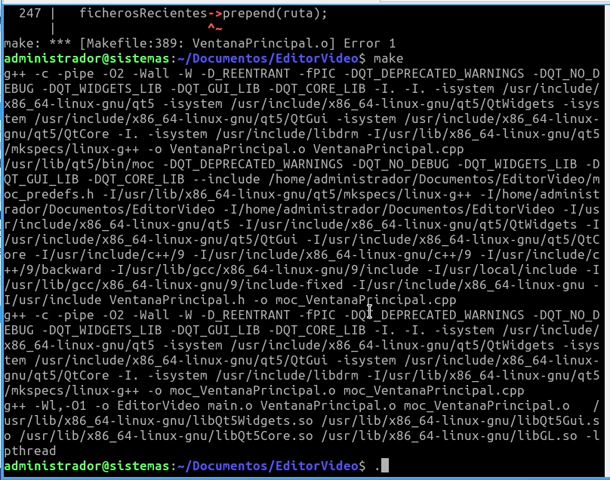 247 |   ficherosRecientes->prepend(ruta);
    |                    ^~
make: *** [Makefile:389: VentanaPrincipal.o] Error 1
administrador@sistemas:~/Documentos/EditorVideo$ make
g++ -c -pipe -O2 -Wall -W -D_REENTRANT -fPIC -DQT_DEPRECATED_WARNINGS -DQT_NO_D
EBUG -DQT_WIDGETS_LIB -DQT_GUI_LIB -DQT_CORE_LIB -I. -I. -isystem /usr/include/
x86_64-linux-gnu/qt5 -isystem /usr/include/x86_64-linux-gnu/qt5/QtWidgets -isys
tem /usr/include/x86_64-linux-gnu/qt5/QtGui -isystem /usr/include/x86_64-linux-
gnu/qt5/QtCore -I. -isystem /usr/include/libdrm -I/usr/lib/x86_64-linux-gnu/qt5
/mkspecs/linux-g++ -o VentanaPrincipal.o VentanaPrincipal.cpp
/usr/lib/qt5/bin/moc -DQT_DEPRECATED_WARNINGS -DQT_NO_DEBUG -DQT_WIDGETS_LIB -D
QT_GUI_LIB -DQT_CORE_LIB --include /home/administrador/Documentos/EditorVideo/m
oc_predefs.h -I/usr/lib/x86_64-linux-gnu/qt5/mkspecs/linux-g++ -I/home/administ
rador/Documentos/EditorVideo -I/home/administrador/Documentos/EditorVideo -I/us
r/include/x86_64-linux-gnu/qt5 -I/usr/include/x86_64-linux-gnu/qt5/QtWidgets -I
/usr/include/x86_64-linux-gnu/qt5/QtGui -I/usr/include/x86_64-linux-gnu/qt5/QtC
ore -I/usr/include/c++/9 -I/usr/include/x86_64-linux-gnu/c++/9 -I/usr/include/c
++/9/backward -I/usr/lib/gcc/x86_64-linux-gnu/9/include -I/usr/local/include -I
/usr/lib/gcc/x86_64-linux-gnu/9/include-fixed -I/usr/include/x86_64-linux-gnu -
I/usr/include VentanaPrincipal.h -o moc_VentanaPrincipal.cpp
g++ -c -pipe -O2 -Wall -W -D_REENTRANT -fPIC -DQT_DEPRECATED_WARNINGS -DQT_NO_D
EBUG -DQT_WIDGETS_LIB -DQT_GUI_LIB -DQT_CORE_LIB -I. -I. -isystem /usr/include/
x86_64-linux-gnu/qt5 -isystem /usr/include/x86_64-linux-gnu/qt5/QtWidgets -isys
tem /usr/include/x86_64-linux-gnu/qt5/QtGui -isystem /usr/include/x86_64-linux-
gnu/qt5/QtCore -I. -isystem /usr/include/libdrm -I/usr/lib/x86_64-linux-gnu/qt5
/mkspecs/linux-g++ -o moc_VentanaPrincipal.o moc_VentanaPrincipal.cpp
g++ -Wl,-O1 -o EditorVideo main.o VentanaPrincipal.o moc_VentanaPrincipal.o   /
usr/lib/x86_64-linux-gnu/libQt5Widgets.so /usr/lib/x86_64-linux-gnu/libQt5Gui.s
o /usr/lib/x86_64-linux-gnu/libQt5Core.so /usr/lib/x86_64-linux-gnu/libGL.so -l
pthread
administrador@sistemas:~/Documentos/EditorVideo$ .